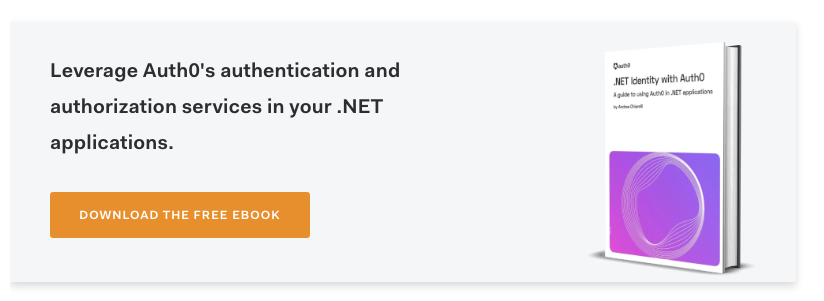 Leverage Auth0's authentication and
authorization services in your .NET
applications.
DOWNLOAD THE FREE EBOOK
auth0
.NET Identity with Auth0
A guide to using Auth0 in .NET applications
by Andrea Chiarelli